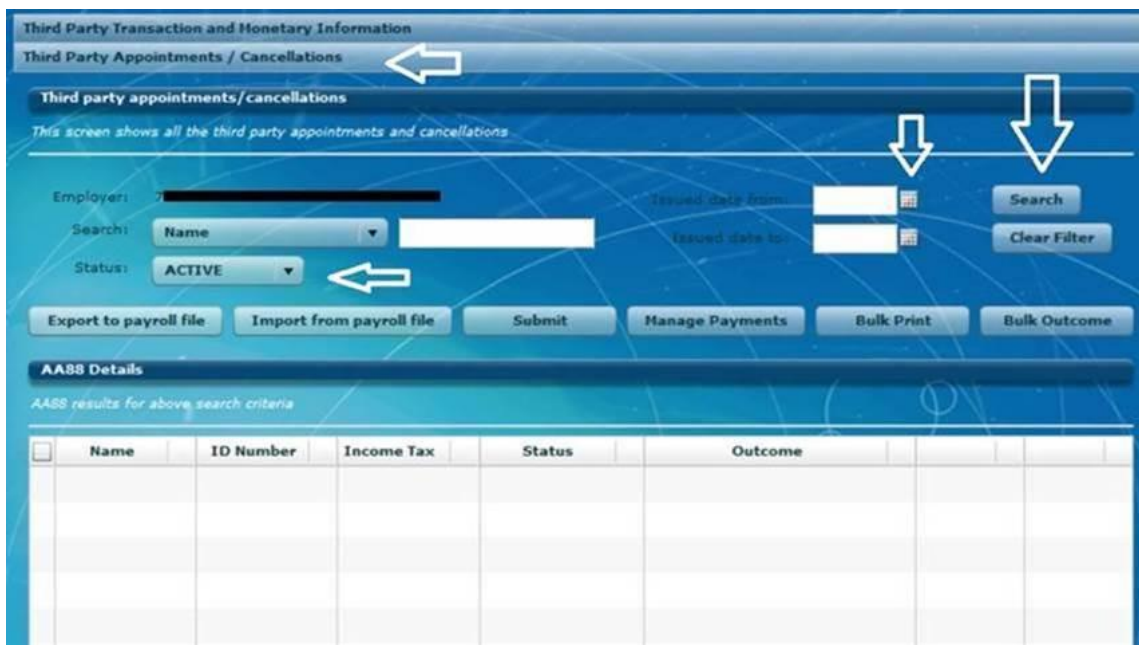 Third Party Transaction and Monetary Information
Third Party Appointments / Cancellations
Third party appointments/cancellations
This screen shows all the third party appointments and cancellations
Employer: 7 Issued date from: Search
Search: Name Issued date to: Clear Filter
Status: ACTIVE
Export to payroll file Import from payroll file Submit Manage Payments Bulk Print Bulk Outcome
AA88 Details
AA88 results for above search criteria
Name ID Number Income Tax Status Outcome